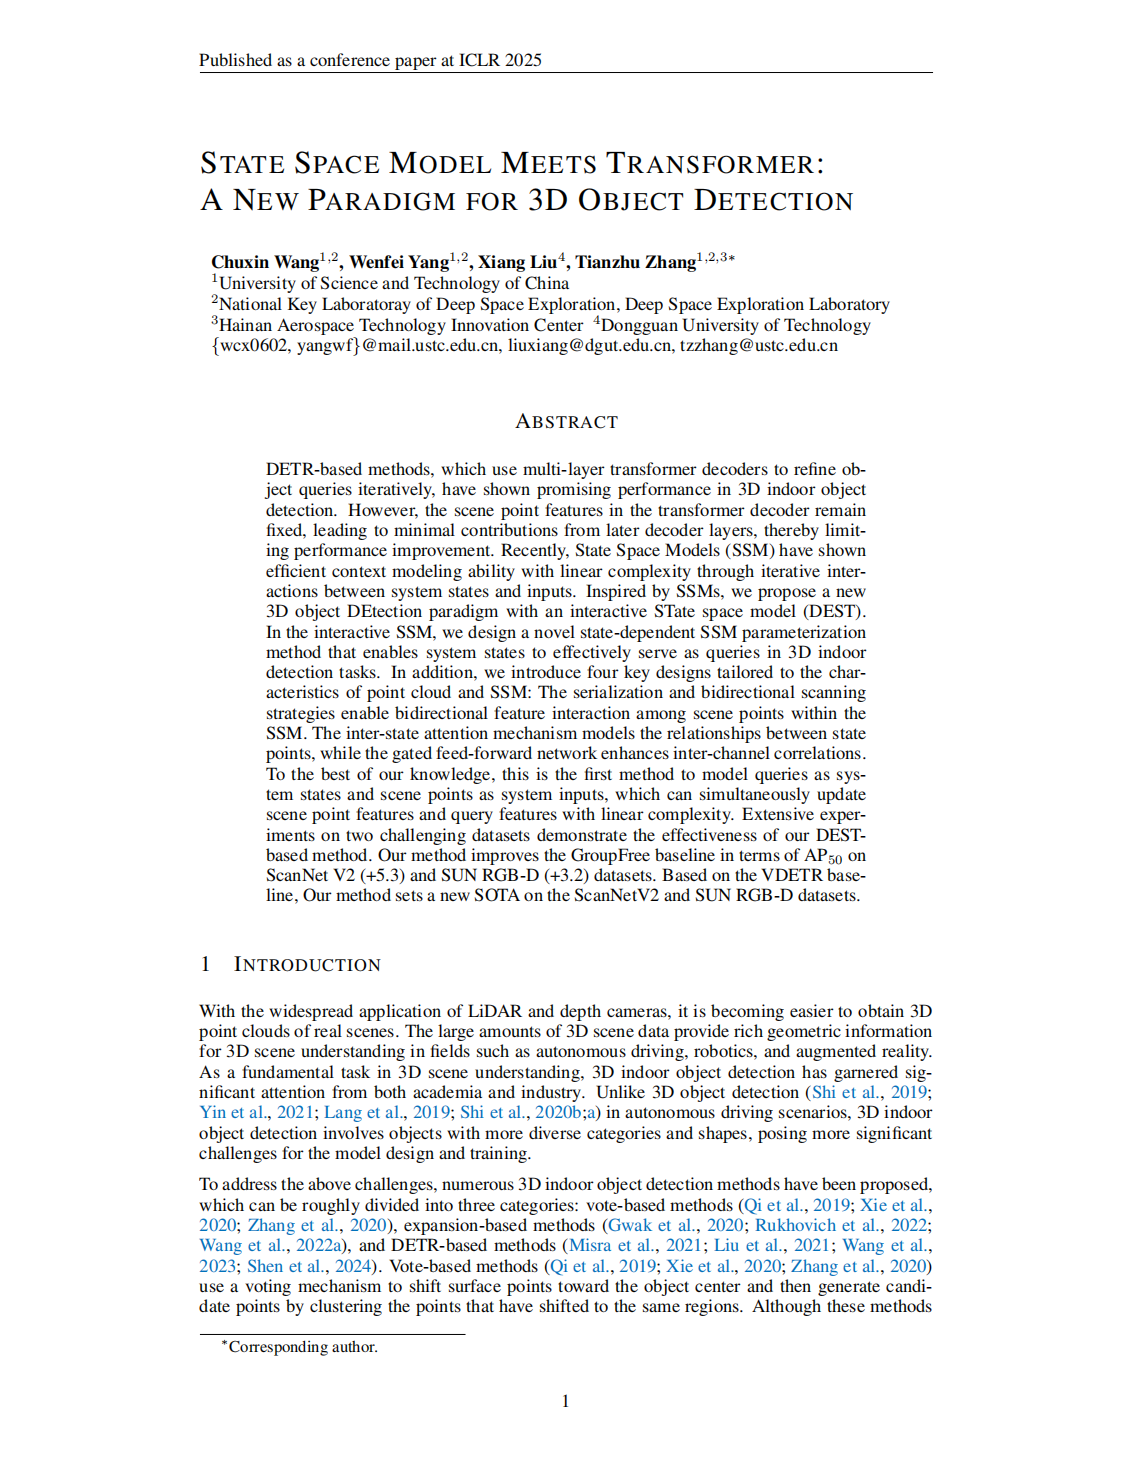 Published as a conference paper at ICLR 2025
STATE SPACE MODEL MEETS TRANSFORMER:
A NEW PARADIGM FOR 3D OBJECT DETECTION
Chuxin Wang1,2, Wenfei Yang1,2, Xiang Liu4, Tianzhu Zhang1,2,3*
1University of Science and Technology of China
2National Key Laboratoray of Deep Space Exploration, Deep Space Exploration Laboratory
3Hainan Aerospace Technology Innovation Center 4Dongguan University of Technology
{wcx0602, yangwf}@mail.ustc.edu.cn, liuxiang@dgut.edu.cn, tzzhang@ustc.edu.cn
ABSTRACT
DETR-based methods, which use multi-layer transformer decoders to refine ob-
ject queries iteratively, have shown promising performance in 3D indoor object
detection. However, the scene point features in the transformer decoder remain
fixed, leading to minimal contributions from later decoder layers, thereby limit-
ing performance improvement. Recently, State Space Models (SSM) have shown
efficient context modeling ability with linear complexity through iterative inter-
actions between system states and inputs. Inspired by SSMs, we propose a new
3D object DEtection paradigm with an interactive STate space model (DEST).
In the interactive SSM, we design a novel state-dependent SSM parameterization
method that enables system states to effectively serve as queries in 3D indoor
detection tasks. In addition, we introduce four key designs tailored to the char-
acteristics of point cloud and SSM: The serialization and bidirectional scanning
strategies enable bidirectional feature interaction among scene points within the
SSM. The inter-state attention mechanism models the relationships between state
points, while the gated feed-forward network enhances inter-channel correlations.
To the best of our knowledge, this is the first method to model queries as sys-
tem states and scene points as system inputs, which can simultaneously update
scene point features and query features with linear complexity. Extensive exper-
iments on two challenging datasets demonstrate the effectiveness of our DEST-
based method. Our method improves the GroupFree baseline in terms of AP50 on
ScanNet V2 (+5.3) and SUN RGB-D (+3.2) datasets. Based on the VDETR base-
line, Our method sets a new SOTA on the ScanNetV2 and SUN RGB-D datasets.
1 INTRODUCTION
With the widespread application of LiDAR and depth cameras, it is becoming easier to obtain 3D
point clouds of real scenes. The large amounts of 3D scene data provide rich geometric information
for 3D scene understanding in fields such as autonomous driving, robotics, and augmented reality.
As a fundamental task in 3D scene understanding, 3D indoor object detection has garnered sig-
nificant attention from both academia and industry. Unlike 3D object detection (Shi et al., 2019;
Yin et al., 2021; Lang et al., 2019; Shi et al., 2020b;a) in autonomous driving scenarios, 3D indoor
object detection involves objects with more diverse categories and shapes, posing more significant
challenges for the model design and training.
To address the above challenges, numerous 3D indoor object detection methods have been proposed,
which can be roughly divided into three categories: vote-based methods (Qi et al., 2019; Xie et al.,
2020; Zhang et al., 2020), expansion-based methods (Gwak et al., 2020; Rukhovich et al., 2022;
Wang et al., 2022a), and DETR-based methods (Misra et al., 2021; Liu et al., 2021; Wang et al.,
2023; Shen et al., 2024). Vote-based methods (Qi et al., 2019; Xie et al., 2020; Zhang et al., 2020)
use a voting mechanism to shift surface points toward the object center and then generate candi-
date points by clustering the points that have shifted to the same regions. Although these methods
*Corresponding author.
1